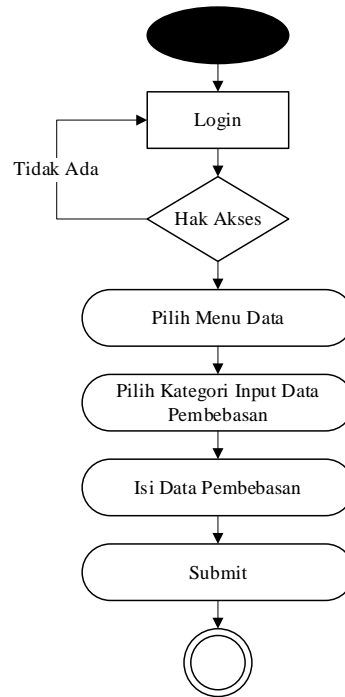 Login
Tidak Ada
Hak Akses
Pilih Menu Data
Pilih Kategori Input Data
Pembebasan
Isi Data Pembebasan
Submit